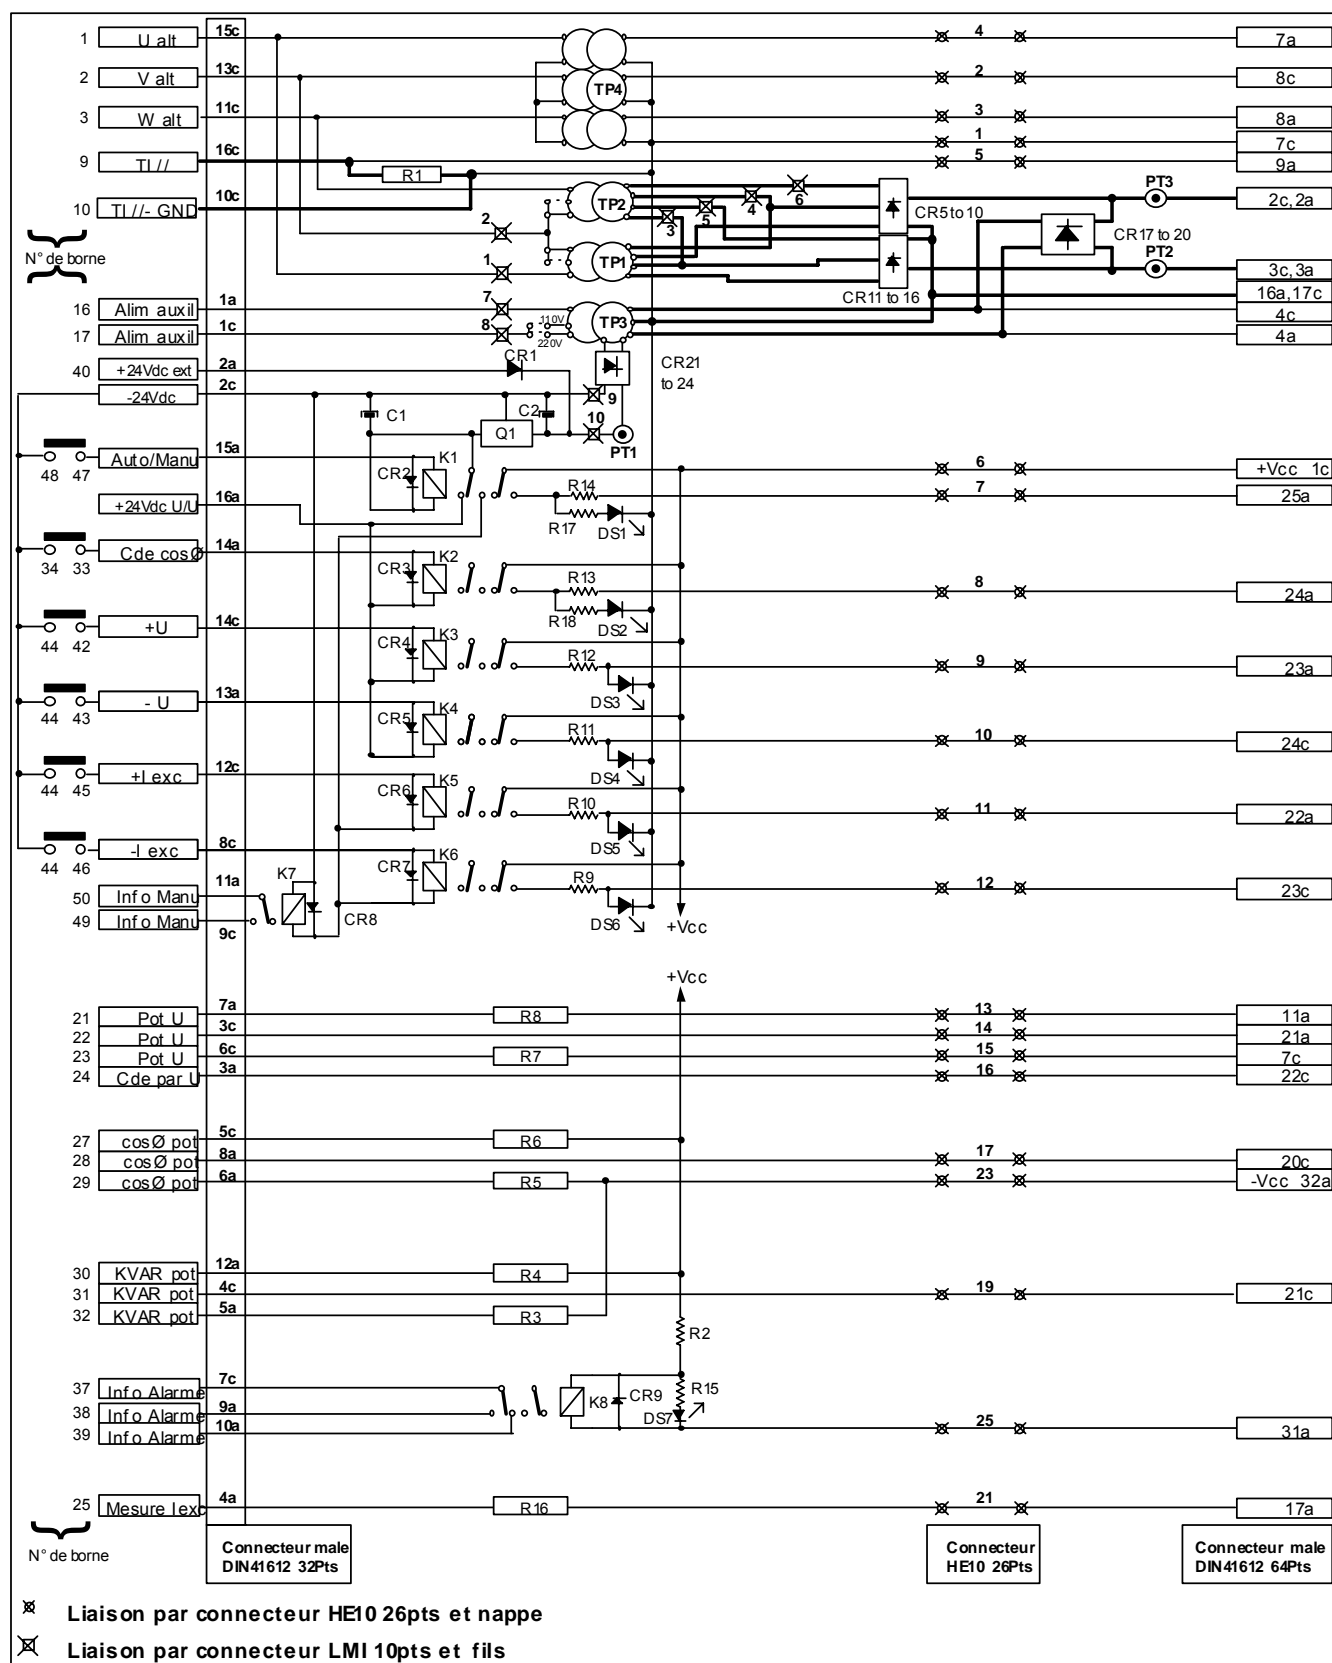 1 U alt 15c 4 7a
2 V alt 13c 2 8c
TP4
3 W alt 11c 3 8a
1 7c
9 TI // 16c 5 9a
R1
10 TI //- GND 10c TP2 4 5 6 3 CR5 to 10 PT3 2c, 2a
CR17 to 20
2
N° de borne
1 TP1 PT2 3c, 3a
CR11 to 16 16a,17c
16 Alim auxil 1a 7 110V TP3 4c
17 Alim auxil 1c 8 220V 4a
40 +24Vdc ext 2a CR1 CR21 to 24
-24Vdc 2c 9
C1 C2 10
Q1 PT1
48 47 Auto/Manu 15a CR2 K1 6 +Vcc 1c
+24Vdc U/U 16a R14 7 25a
R17 DS1
34 33 Cde cosØ 14a CR3 K2 R13 8 24a
R18 DS2
44 42 +U 14c CR4 K3 R12 9 23a
DS3
44 43 - U 13a CR5 K4 R11 10 24c
DS4
44 45 +I exc 12c CR6 K5 R10 11 22a
DS5
44 46 -I exc 8c CR7 K6 R9 12 23c
DS6 +Vcc
50 Info Manu 11a K7
49 Info Manu 9c CR8
+Vcc
21 Pot U 7a R8 13 11a
22 Pot U 3c 14 21a
23 Pot U 6c R7 15 7c
24 Cde par U 3a 16 22c
27 cosØ pot 5c R6
28 cosØ pot 8a 17 20c
29 cosØ pot 6a R5 23 -Vcc 32a
30 KVAR pot 12a R4
31 KVAR pot 4c 19 21c
32 KVAR pot 5a R3
R2
37 Info Alarme 7c
38 Info Alarme 9a K8 CR9 R15
39 Info Alarme 10a DS7 25 31a
25 Mesure Iexc 4a R16 21 17a
N° de borne
Connecteur male
DIN41612 32Pts
Connecteur
HE10 26Pts
Connecteur male
DIN41612 64Pts
Liaison par connecteur HE10 26pts et nappe
Liaison par connecteur LMI 10pts et fils